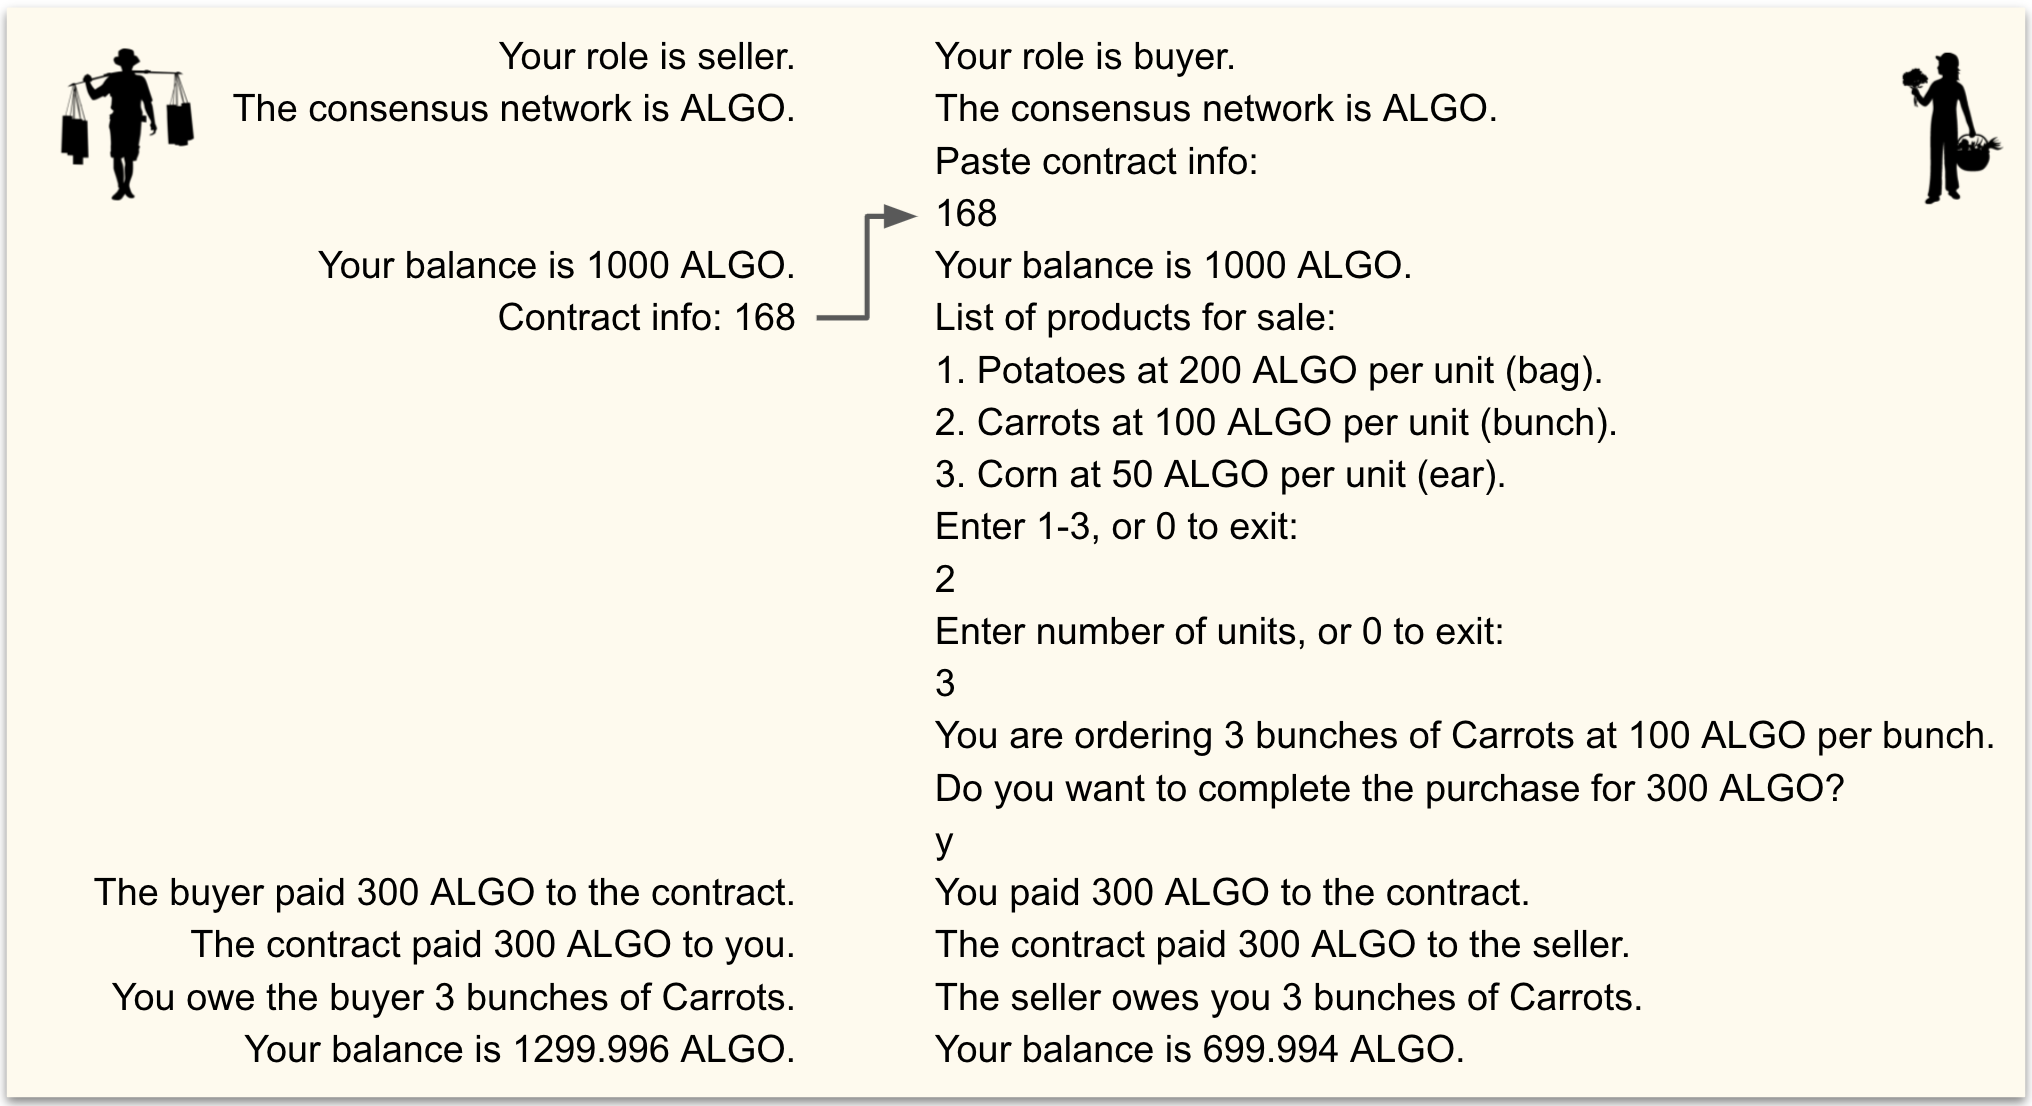 Your role is seller.
The consensus network is ALGO.
Your balance is 1000 ALGO.
Contract info: 168
The buyer paid 300 ALGO to the contract.
The contract paid 300 ALGO to you.
You owe the buyer 3 bunches of Carrots.
Your balance is 1299.996 ALGO.
Your role is buyer.
The consensus network is ALGO.
Paste contract info:
168
Your balance is 1000 ALGO.
List of products for sale:
1. Potatoes at 200 ALGO per unit (bag).
2. Carrots at 100 ALGO per unit (bunch).
3. Corn at 50 ALGO per unit (ear).
Enter 1-3, or 0 to exit:
2
Enter number of units, or 0 to exit:
3
You are ordering 3 bunches of Carrots at 100 ALGO per bunch.
Do you want to complete the purchase for 300 ALGO?
y
You paid 300 ALGO to the contract.
The contract paid 300 ALGO to the seller.
The seller owes you 3 bunches of Carrots.
Your balance is 699.994 ALGO.